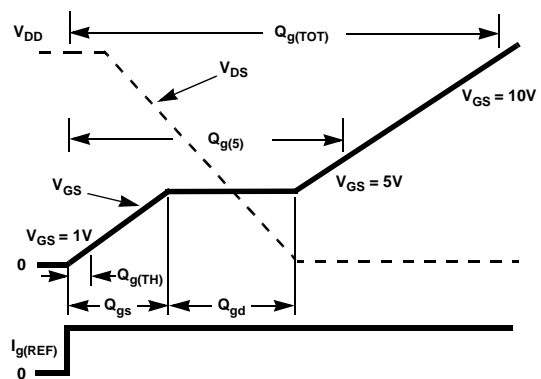 V_DD
Q_g(TOT)
V_DS
V_GS = 10V
Q_g(5)
V_GS
V_GS = 5V
V_GS = 1V
0
Q_g(TH)
Q_gs
Q_gd
I_g(REF)
0